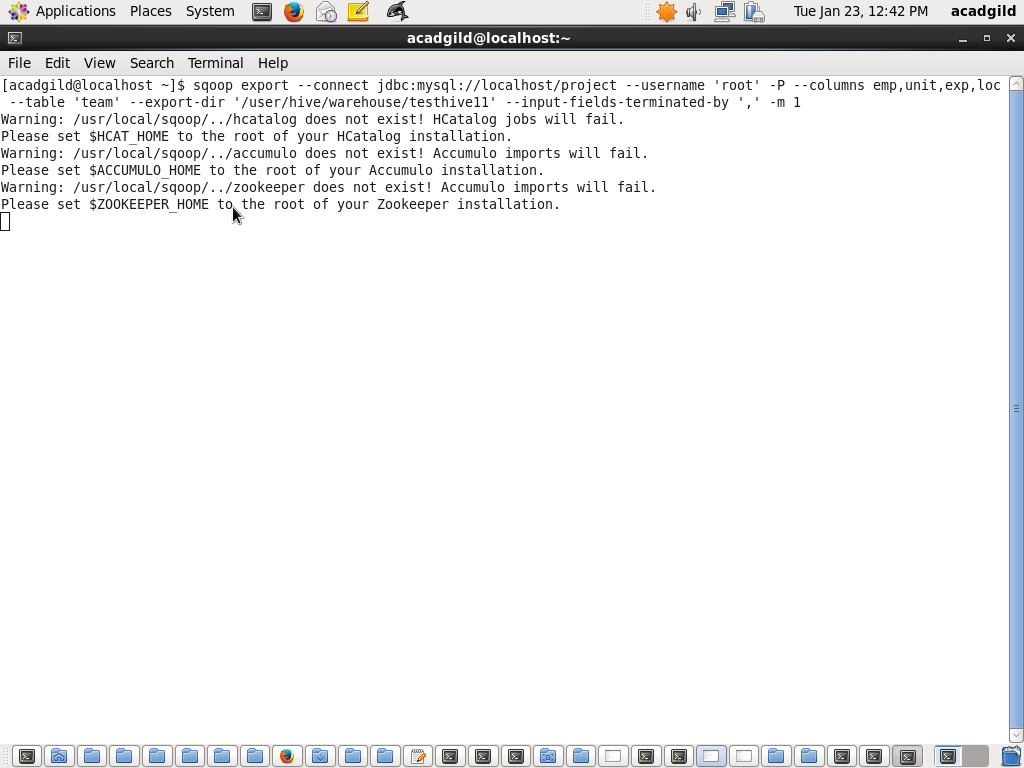 Applications Places System Tue Jan 23, 12:42 PM acadgild
acadgild@localhost:~
File Edit View Search Terminal Help
[acadgild@localhost ~]$ sqoop export --connect jdbc:mysql://localhost/project --username 'root' -P --columns emp,unit,exp,loc
--table 'team' --export-dir '/user/hive/warehouse/testhive11' --input-fields-terminated-by ',' -m 1
Warning: /usr/local/sqoop/../hcatalog does not exist! HCatalog jobs will fail.
Please set $HCAT_HOME to the root of your HCatalog installation.
Warning: /usr/local/sqoop/../accumulo does not exist! Accumulo imports will fail.
Please set $ACCUMULO_HOME to the root of your Accumulo installation.
Warning: /usr/local/sqoop/../zookeeper does not exist! Accumulo imports will fail.
Please set $ZOOKEEPER_HOME to the root of your Zookeeper installation.